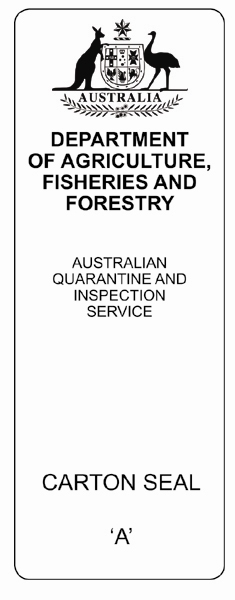 AUSTRALIA
DEPARTMENT
OF AGRICULTURE,
FISHERIES AND
FORESTRY
AUSTRALIAN
QUARANTINE AND
INSPECTION
SERVICE
CARTON SEAL
‘A’